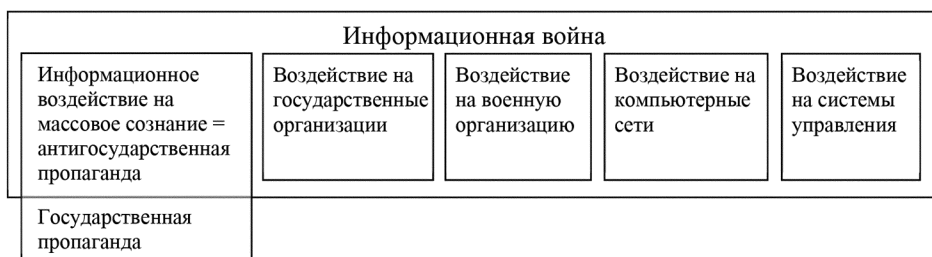 Информационная война
Информационное
воздействие на
массовое сознание =
антигосударственная
пропаганда
Воздействие на
государственные
организации
Воздействие
на военную
организацию
Воздействие на
компьютерные
сети
Воздействие
на системы
управления
Государственная
пропаганда